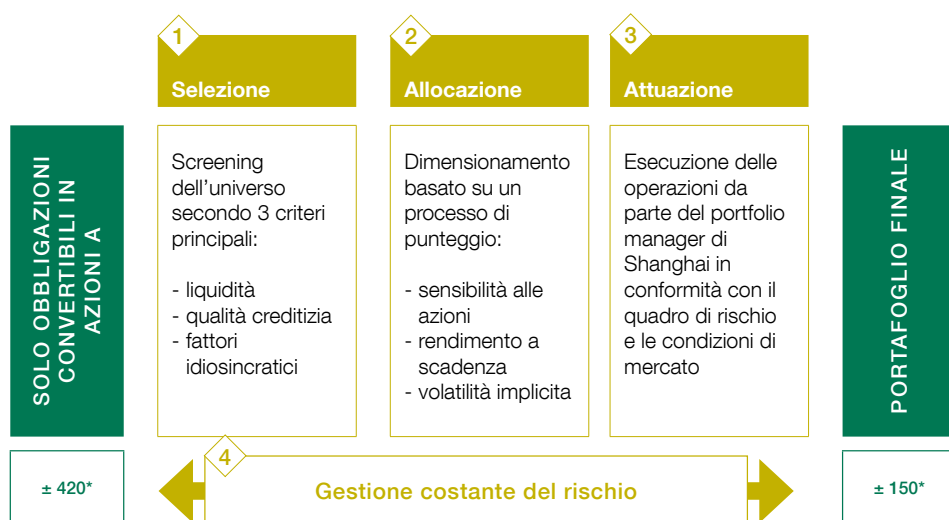 SOLO OBBLIGAZIONI
CONVERTIBILI IN
AZIONI A
± 420*
1
Selezione
Screening
dell’universo
secondo 3 criteri
principali:
- liquidità
- qualità creditizia
- fattori
idiosincratici
2
Allocazione
Dimensionamento
basato su un
processo di
punteggio:
- sensibilità alle
azioni
- rendimento a
scadenza
- volatilità implicita
3
Attuazione
Esecuzione delle
operazioni da
parte del portfolio
manager di
Shanghai in
conformità con il
quadro di rischio
e le condizioni di
mercato
4
Gestione costante del rischio
PORTAFOGLIO FINALE
± 150*